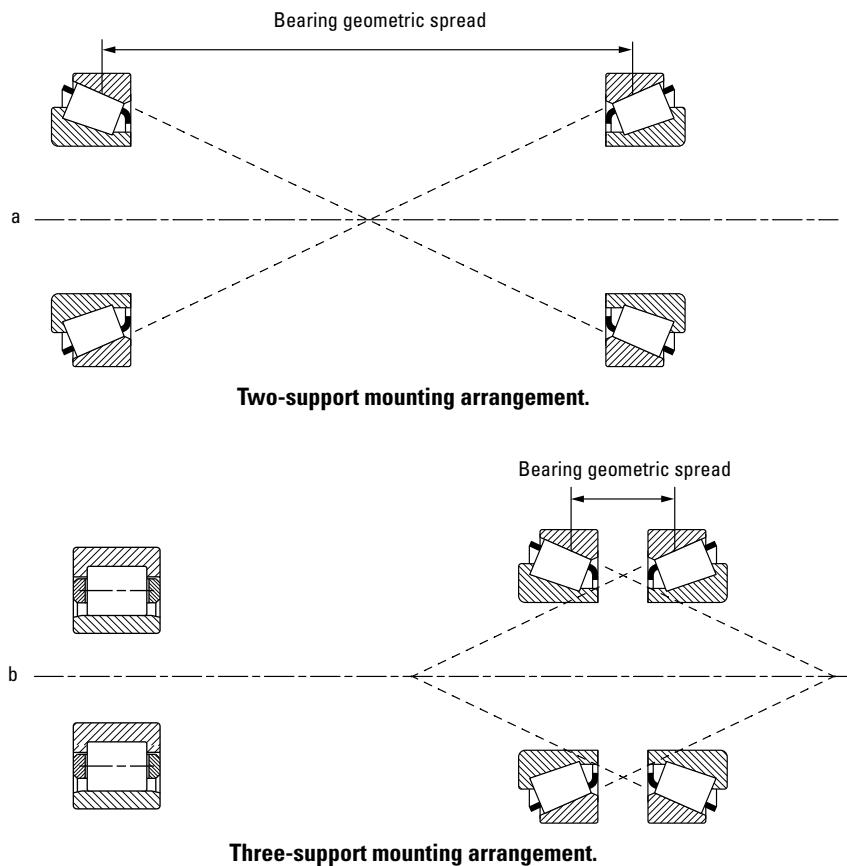 Bearing geometric spread
a
Two-support mounting arrangement.
Bearing geometric spread
b
Three-support mounting arrangement.